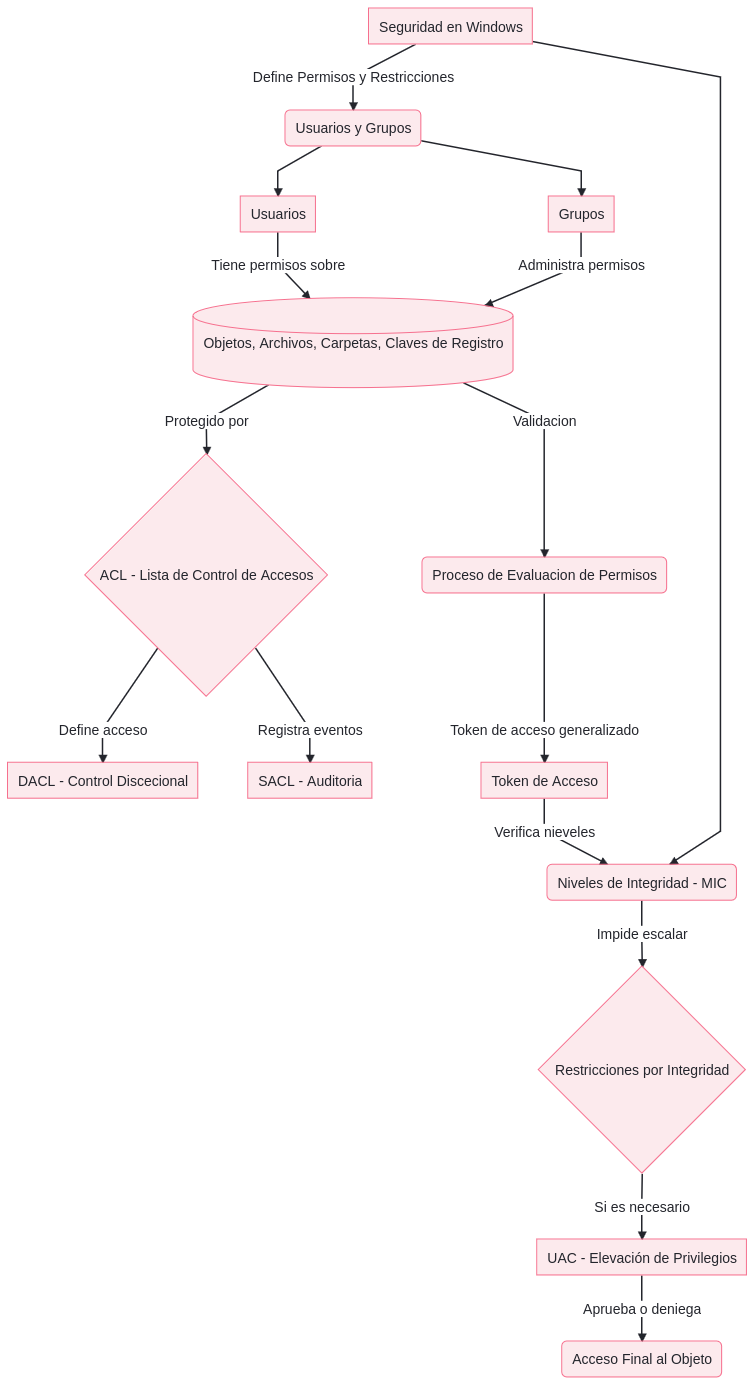 Seguridad en Windows
Define Permisos y Restricciones
Usuarios y Grupos
Usuarios
Grupos
Tiene permisos sobre
Administra permisos
Objetos, Archivos, Carpetas, Claves de Registro
Protegido por
Validacion
ACL - Lista de Control de Accesos
Proceso de Evaluacion de Permisos
Define acceso
Registra eventos
Token de acceso generalizado
DACL - Control Discecional
SACL - Auditoria
Token de Acceso
Verifica nieveles
Niveles de Integridad - MIC
Impide escalar
Restricciones por Integridad
Si es necesario
UAC - Elevación de Privilegios
Aprueba o deniega
Acceso Final al Objeto